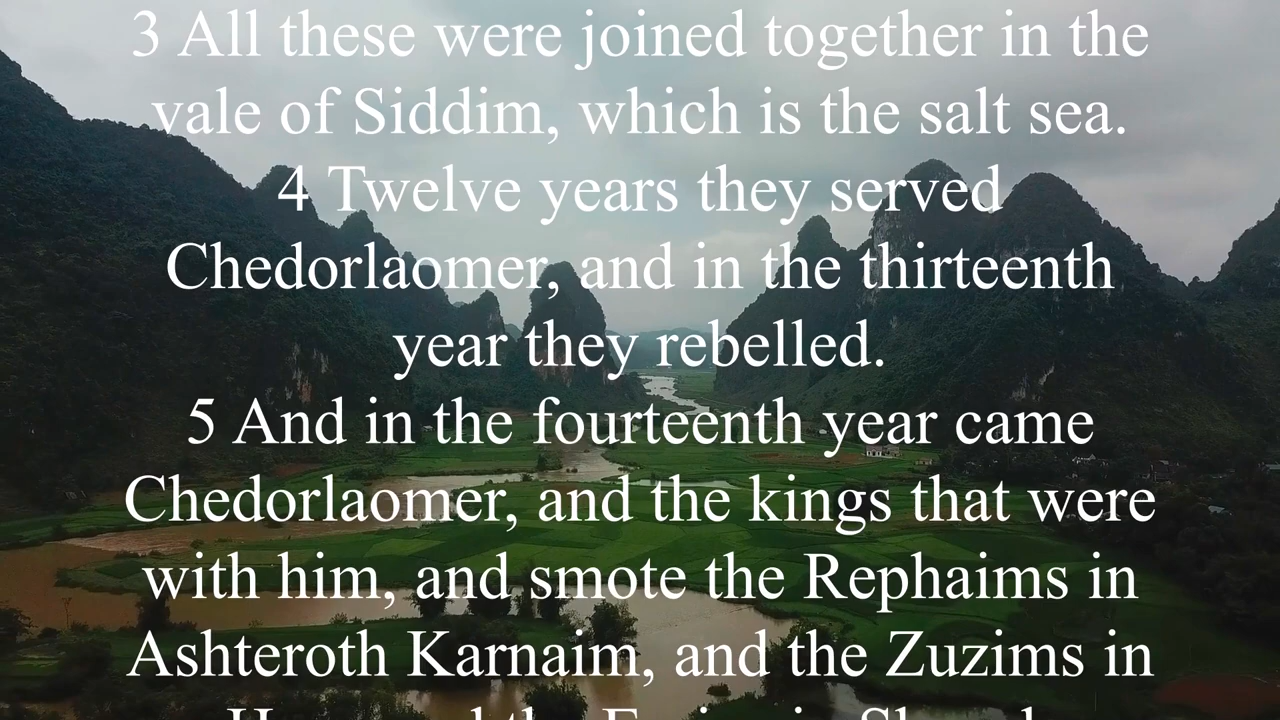 3 All these were joined together in the
vale of Siddim, which is the salt sea.
4 Twelve years they served
Chedorlaomer, and in the thirteenth
year they rebelled.
5 And in the fourteenth year came
Chedorlaomer, and the kings that were
with him, and smote the Rephaims in
Ashteroth Karnaim, and the Zuzims in